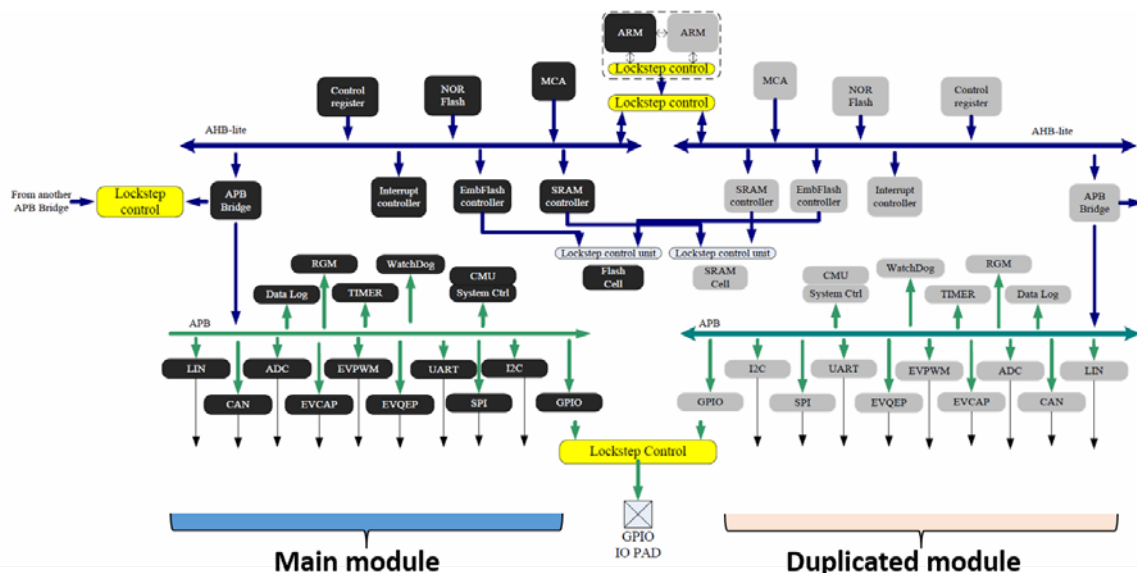 ARM
ARM
Lockstep control
Lockstep control
Control
register
NOR
Flash
MCA
MCA
NOR
Flash
Control
register
AHB-lite
AHB-lite
From another
APB Bridge
Lockstep
control
APB
Bridge
Interrupt
controller
EmbFlash
controller
SRAM
controller
SRAM
controller
EmbFlash
controller
Interrupt
controller
APB
Bridge
Lockstep control unit
Lockstep control unit
Flash
Cell
SRAM
Cell
RGM
WatchDog
CMU
System Ctrl
Data Log
TIMER
CMU
System Ctrl
WatchDog
RGM
TIMER
Data Log
APB
APB
LIN
ADC
EVPWM
UART
I2C
CAN
EVCAP
EVQEP
SPI
GPIO
I2C
UART
EVPWM
ADC
LIN
GPIO
SPI
EVQEP
EVCAP
CAN
Lockstep Control
GPIO
IO PAD
Main module
Duplicated module